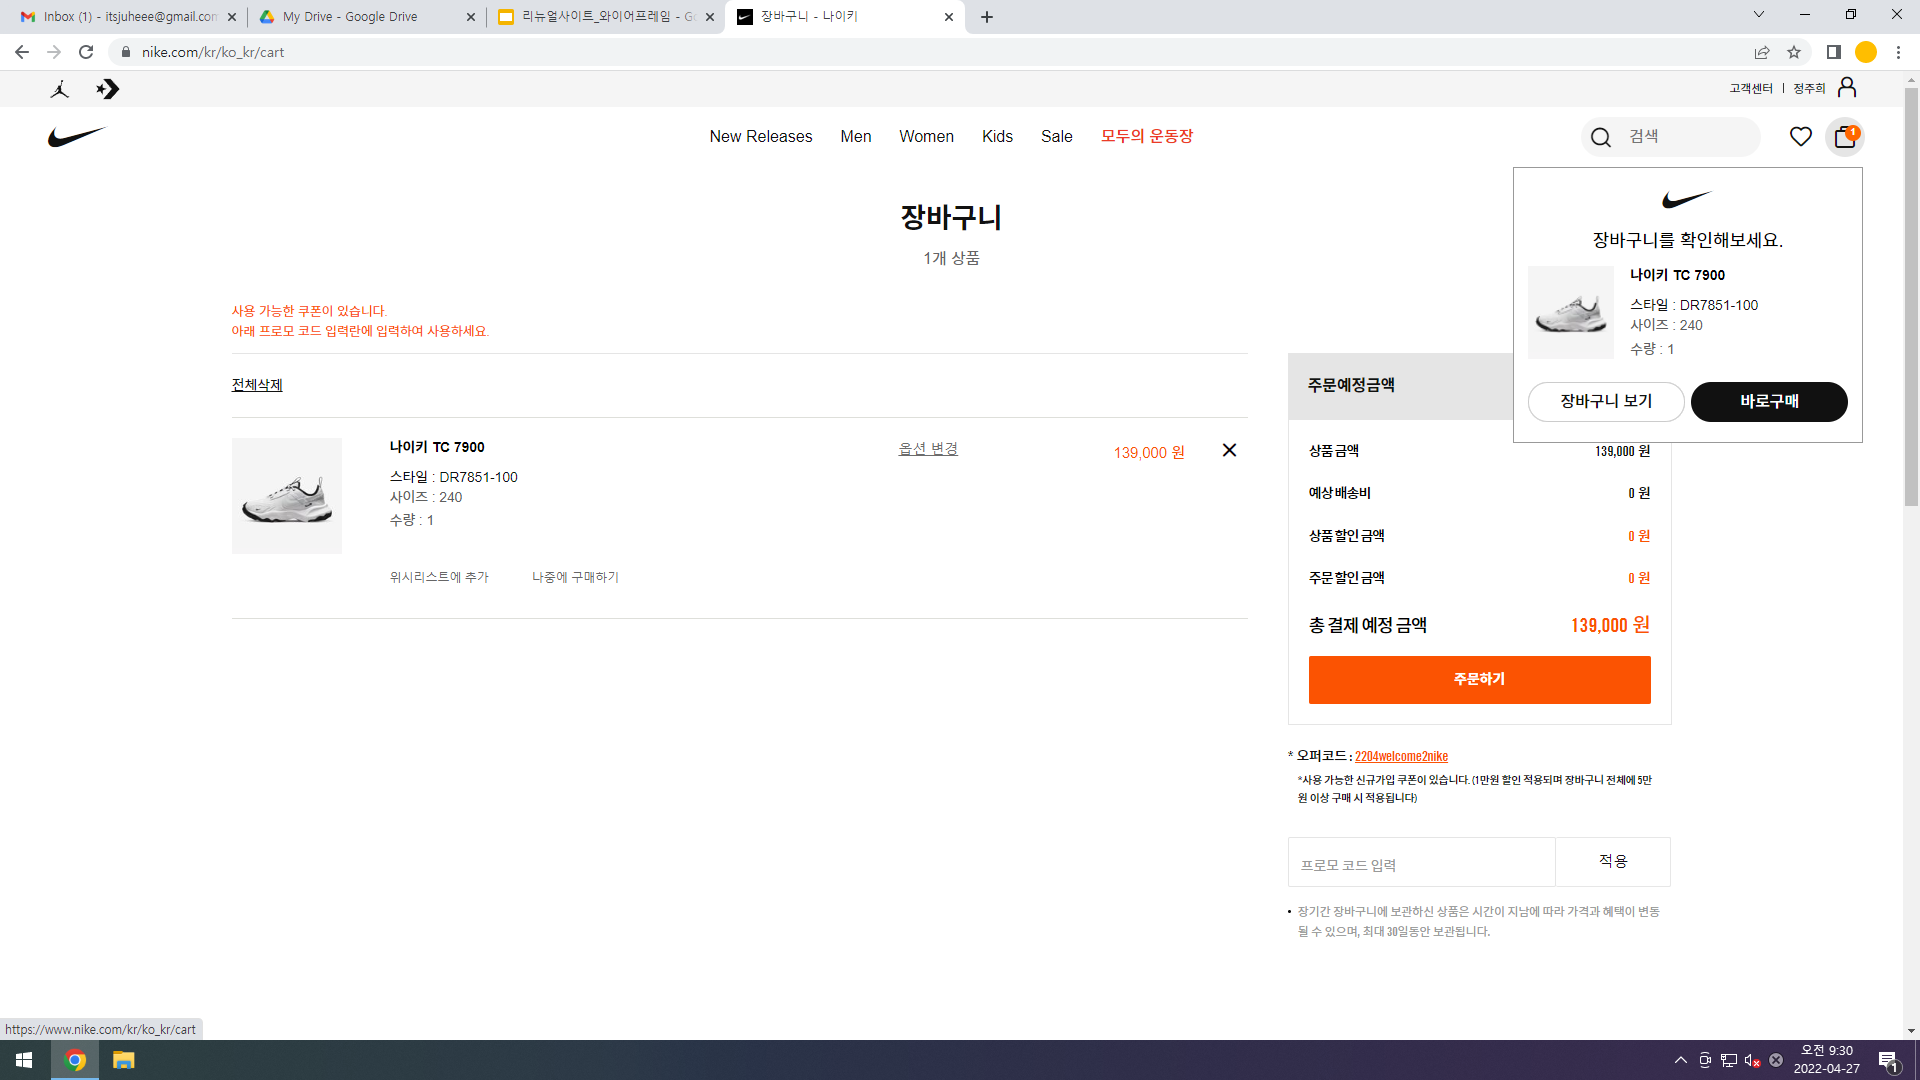 Inbox (1) - itsjuheee@gmail.com
My Drive - Google Drive
리뉴얼사이트_와이어프레임 - Go
장바구니 - 나이키
nike.com/kr/ko_kr/cart
고객센터 | 정주희
New Releases Men Women Kids Sale 모두의 운동장
검색
1
장바구니
1개 상품
장바구니를 확인해보세요.
나이키 TC 7900
스타일 : DR7851-100
사이즈 : 240
수량 : 1
장바구니 보기
바로구매
사용 가능한 쿠폰이 있습니다.
아래 프로모 코드 입력란에 입력하여 사용하세요.
전체삭제
나이키 TC 7900
스타일 : DR7851-100
사이즈 : 240
수량 : 1
옵션 변경
139,000 원
위시리스트에 추가
나중에 구매하기
주문예정금액
상품 금액 139,000 원
예상 배송비 0 원
상품 할인 금액 0 원
주문 할인 금액 0 원
총 결제 예정 금액 139,000 원
주문하기
* 오퍼코드 : 2204welcome2nike
*사용 가능한 신규가입 쿠폰이 있습니다. (1만원 할인 적용되며 장바구니 전체에 5만
원 이상 구매 시 적용됩니다)
프로모 코드 입력
적용
• 장기간 장바구니에 보관하신 상품은 시간이 지남에 따라 가격과 혜택이 변동
될 수 있으며, 최대 30일동안 보관됩니다.
https://www.nike.com/kr/ko_kr/cart
오전 9:30
2022-04-27
1